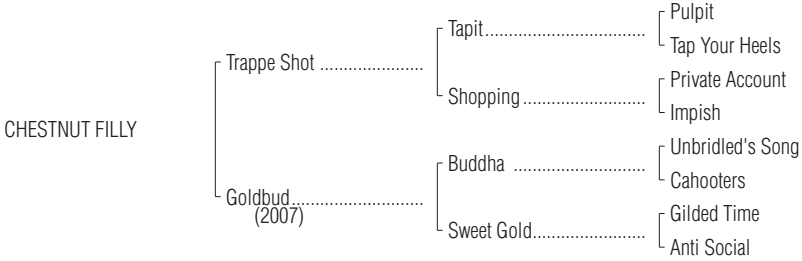 Pulpit
Tapit
Tap Your Heels
Trappe Shot
Private Account
Shopping
Impish
CHESTNUT FILLY
Unbridled's Song
Buddha
Cahooters
Goldbud
(2007)
Gilded Time
Sweet Gold
Anti Social